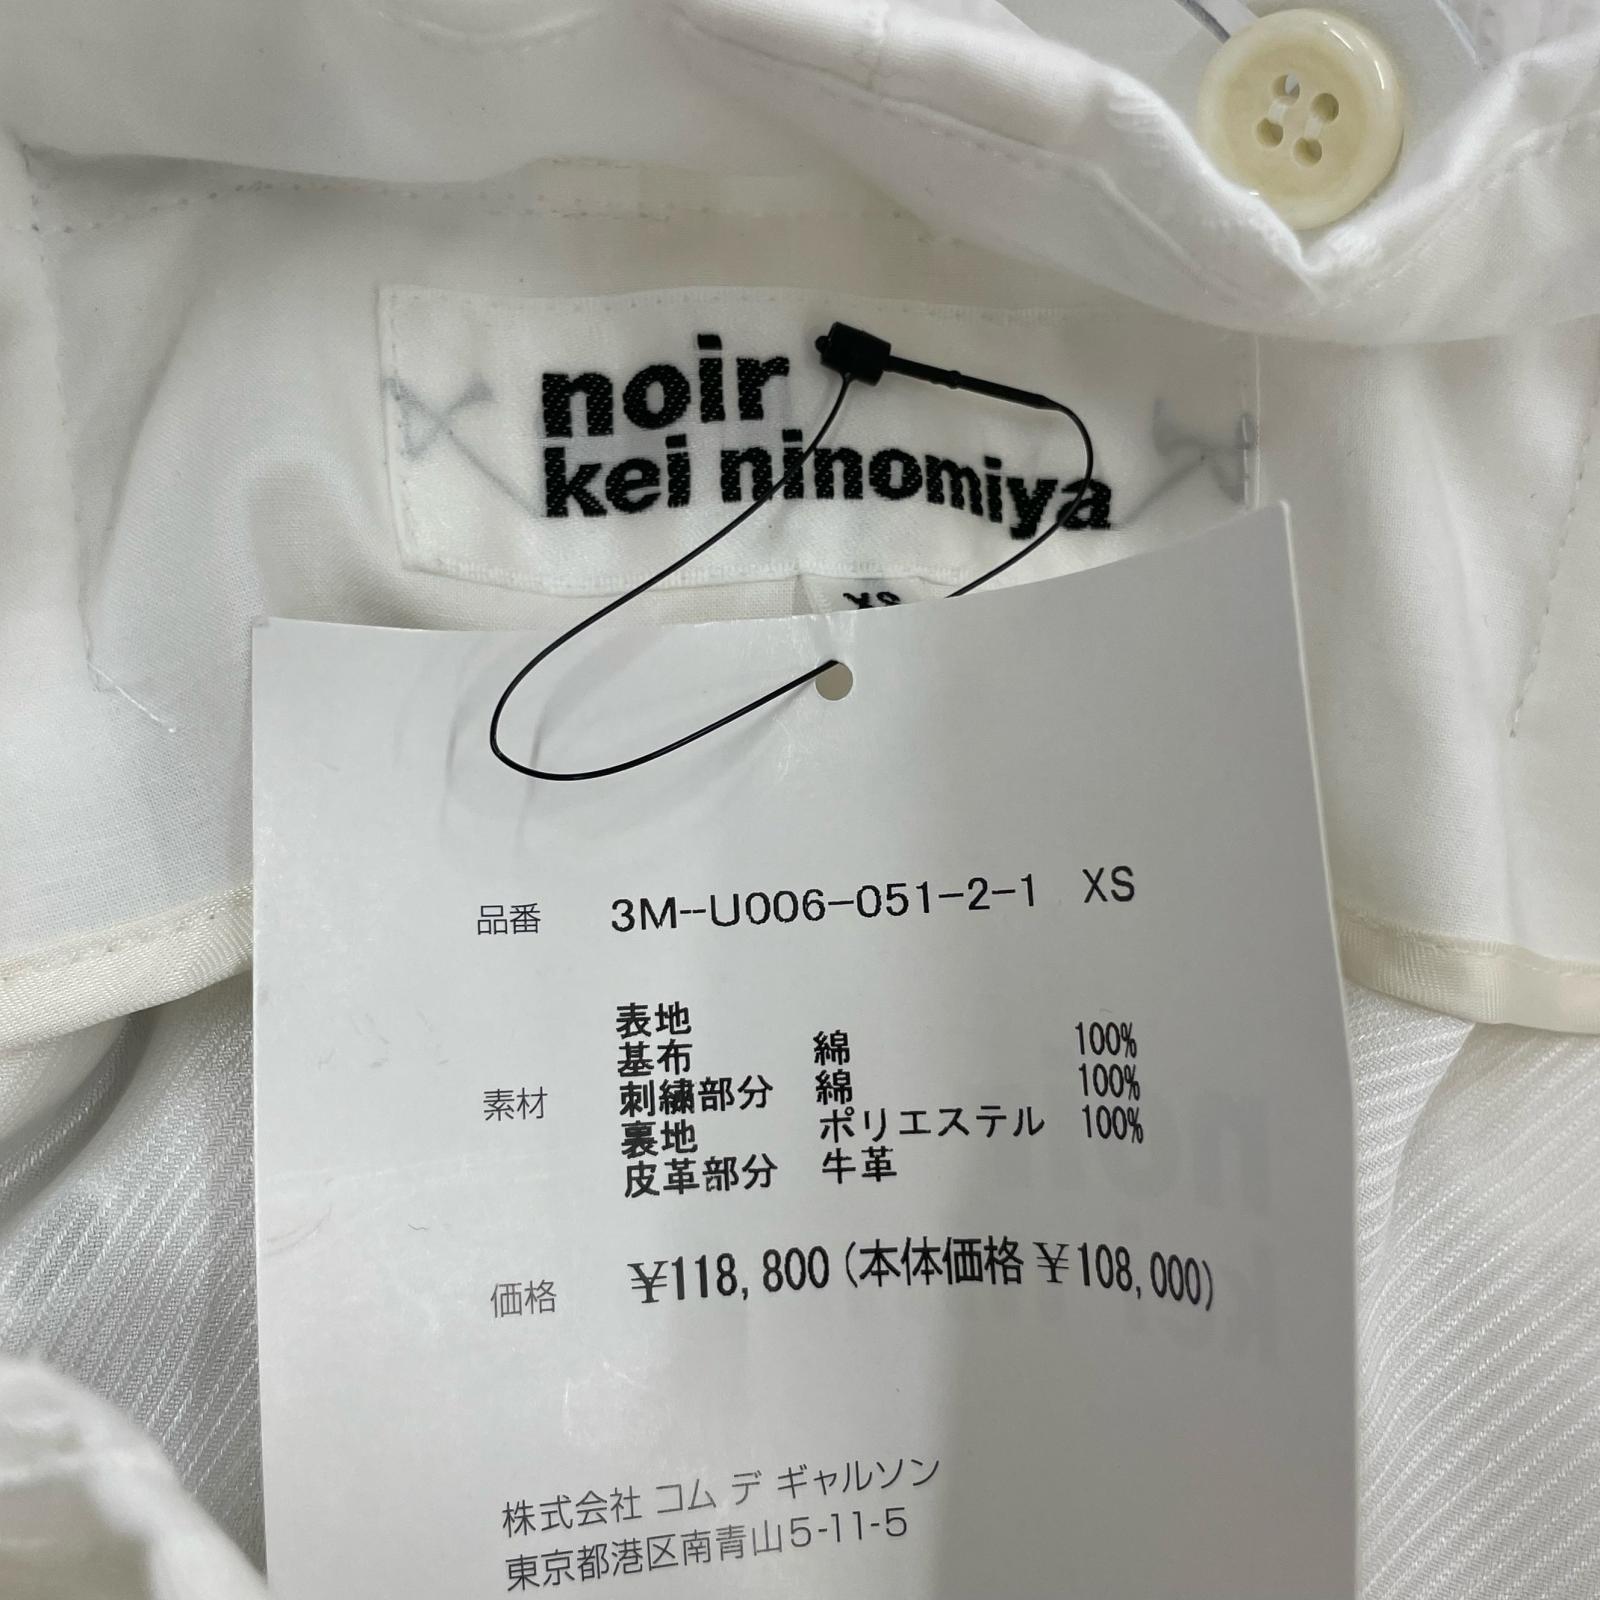 noir
kei ninomiya
XS
品番 3M--U006-051-2-1 XS
素材
表地
基布 綿 100%
刺繍部分 綿 100%
裏地 ポリエステル 100%
皮革部分 牛革
価格 ¥118,800(本体価格¥108,000)
株式会社 コム デ ギャルソン
東京都港区南青山5-11-5